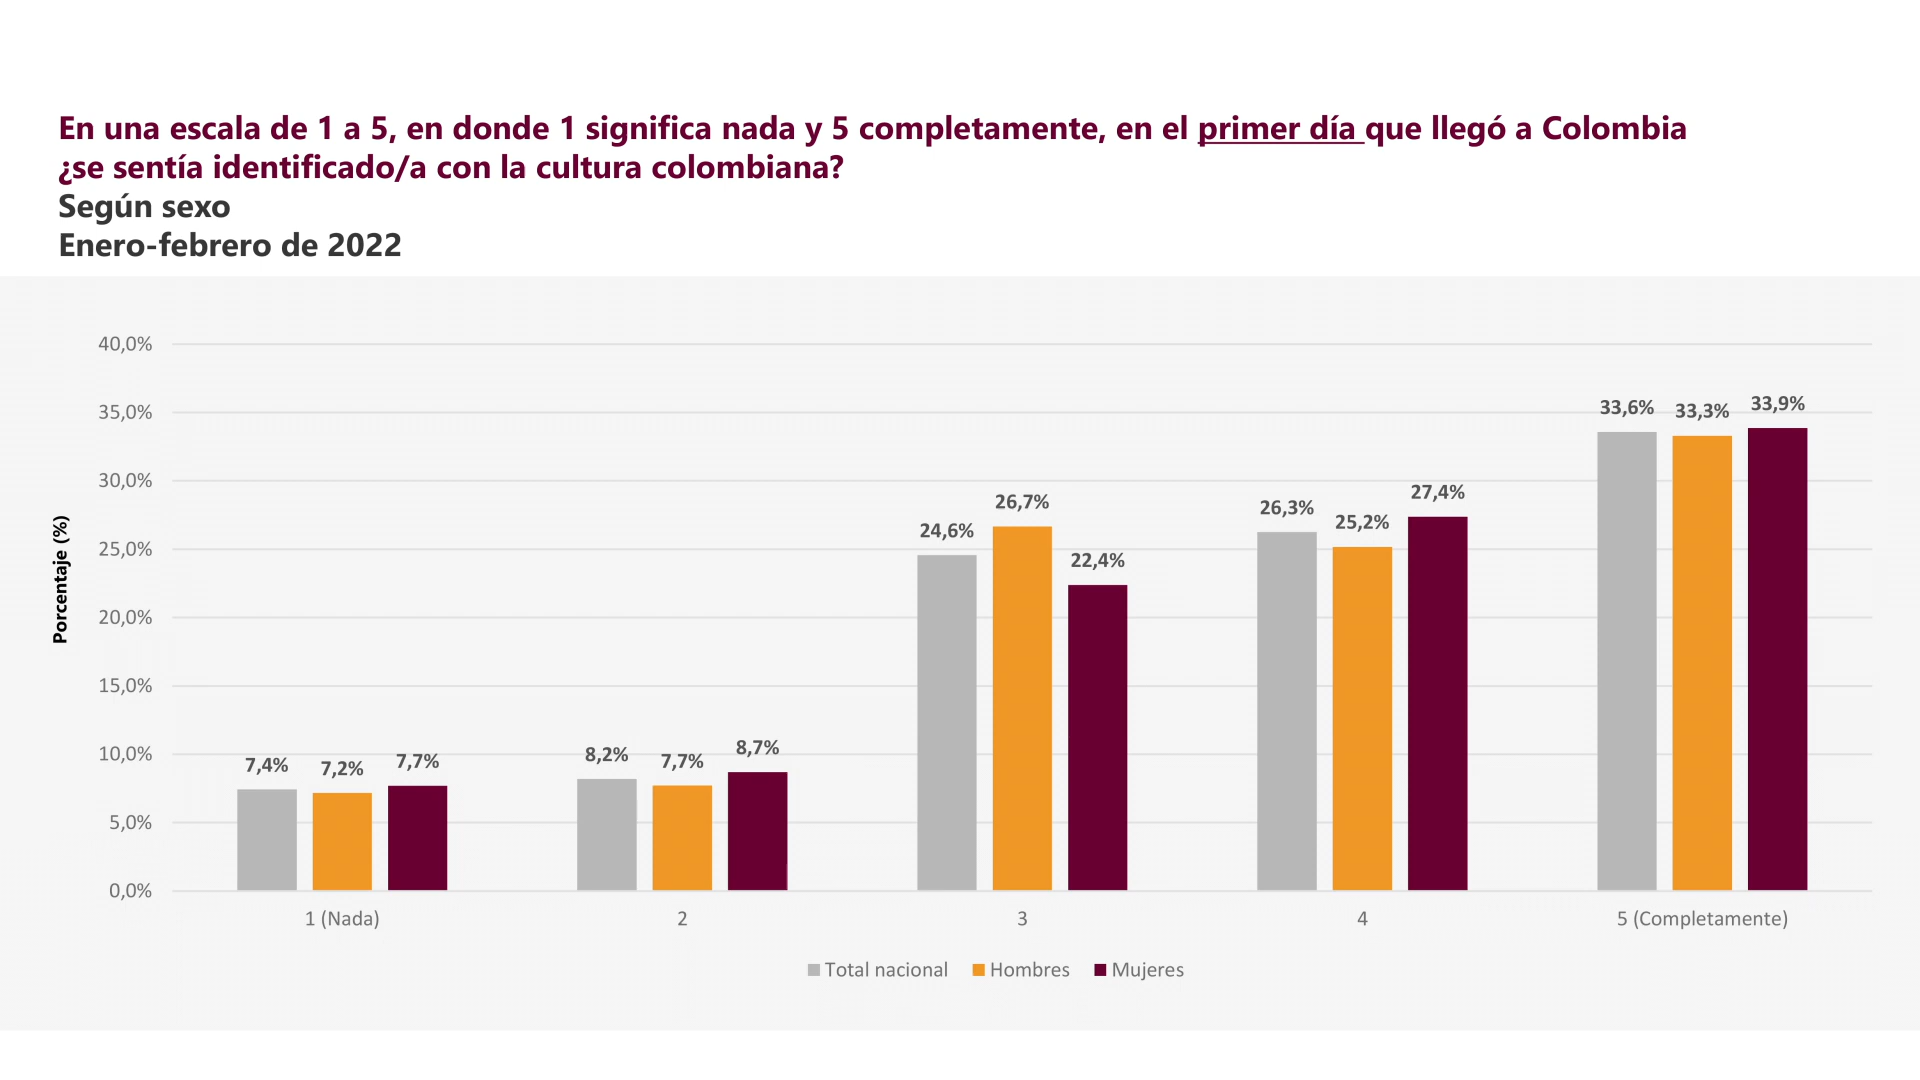 En una escala de 1 a 5, en donde 1 significa nada y 5 completamente, en el primer día que llegó a Colombia
¿se sentía identificado/a con la cultura colombiana?
Según sexo
Enero-febrero de 2022
Porcentaje (%)
40,0%
35,0%
30,0%
25,0%
20,0%
15,0%
10,0%
5,0%
0,0%
7,4%
7,2%
7,7%
8,2%
7,7%
8,7%
24,6%
26,7%
22,4%
26,3%
25,2%
27,4%
33,6%
33,3%
33,9%
1 (Nada)
2
3
4
5 (Completamente)
Total nacional
Hombres
Mujeres